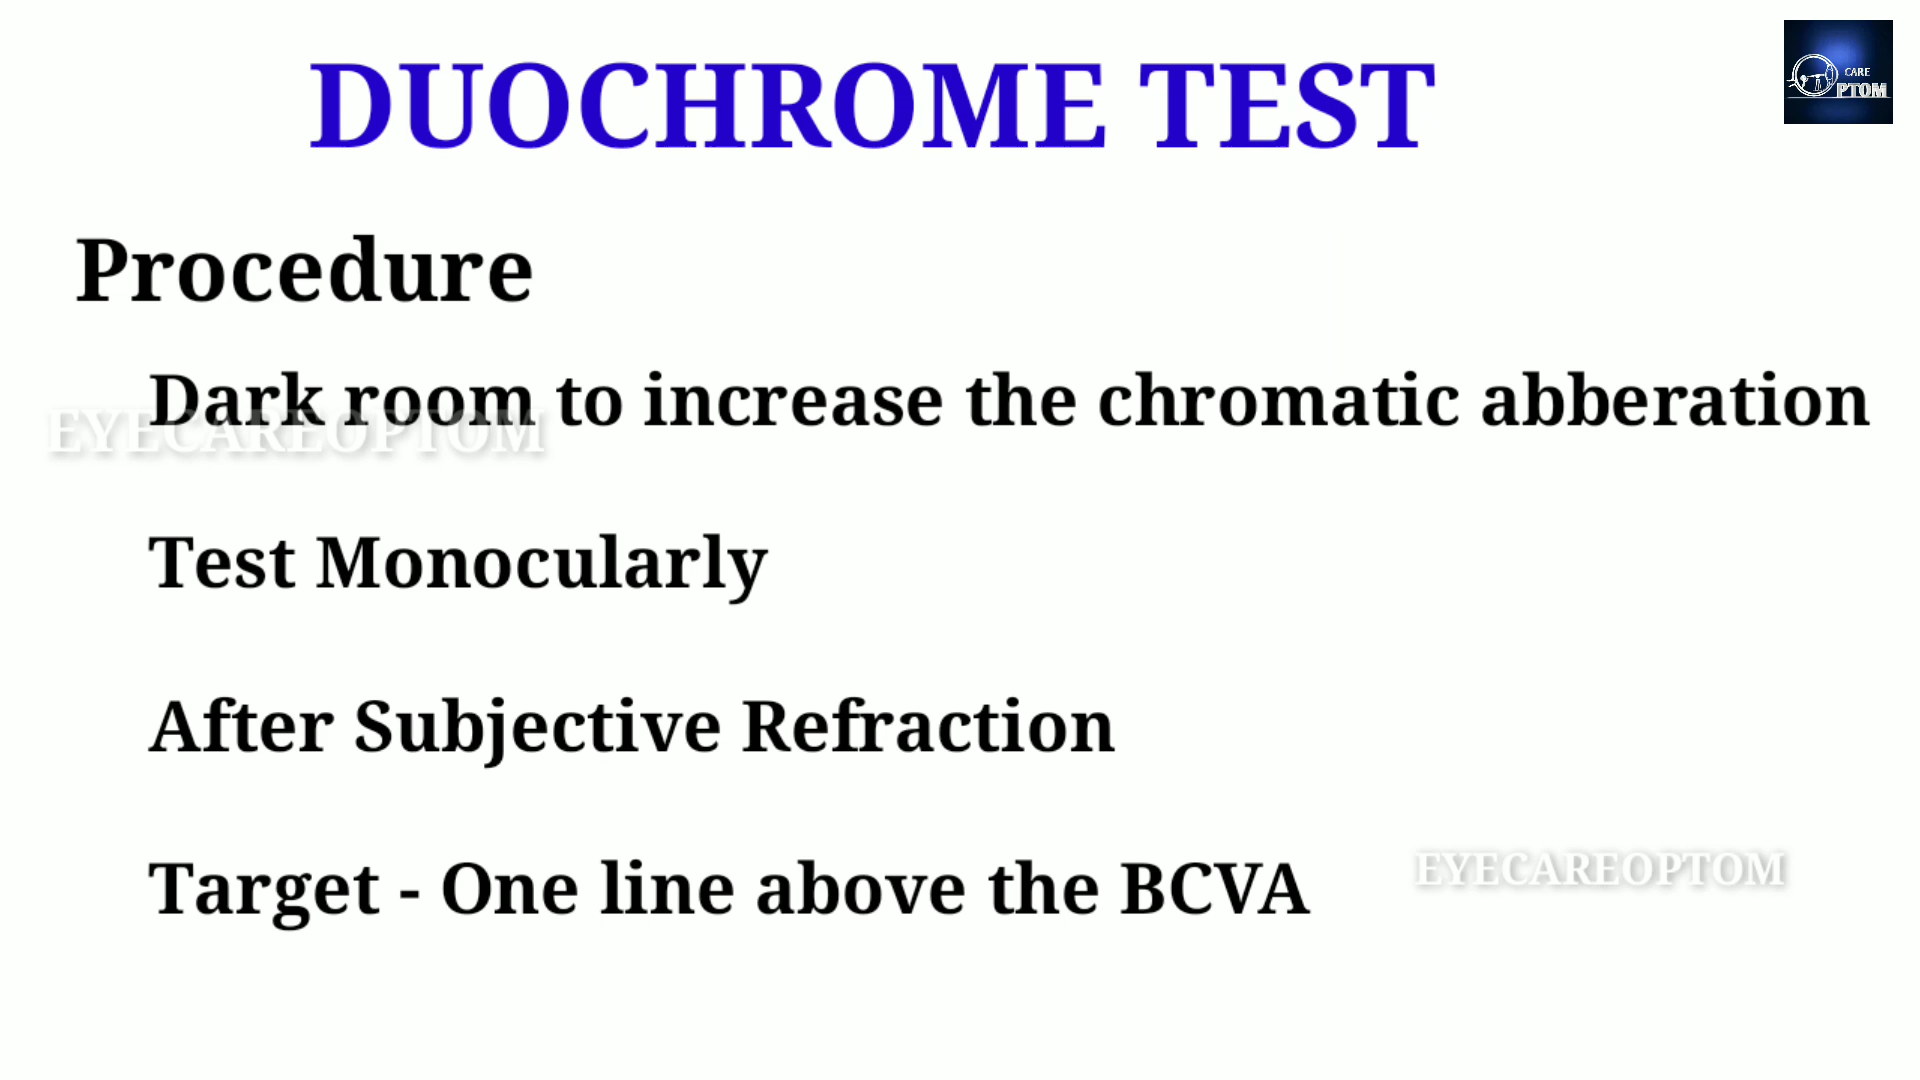 DUOCHROME TEST
CARE
PTOM
Procedure
Dark room to increase the chromatic abberation
EYECAREOPTOM
Test Monocularly
After Subjective Refraction
Target - One line above the BCVA
EYECAREOPTOM